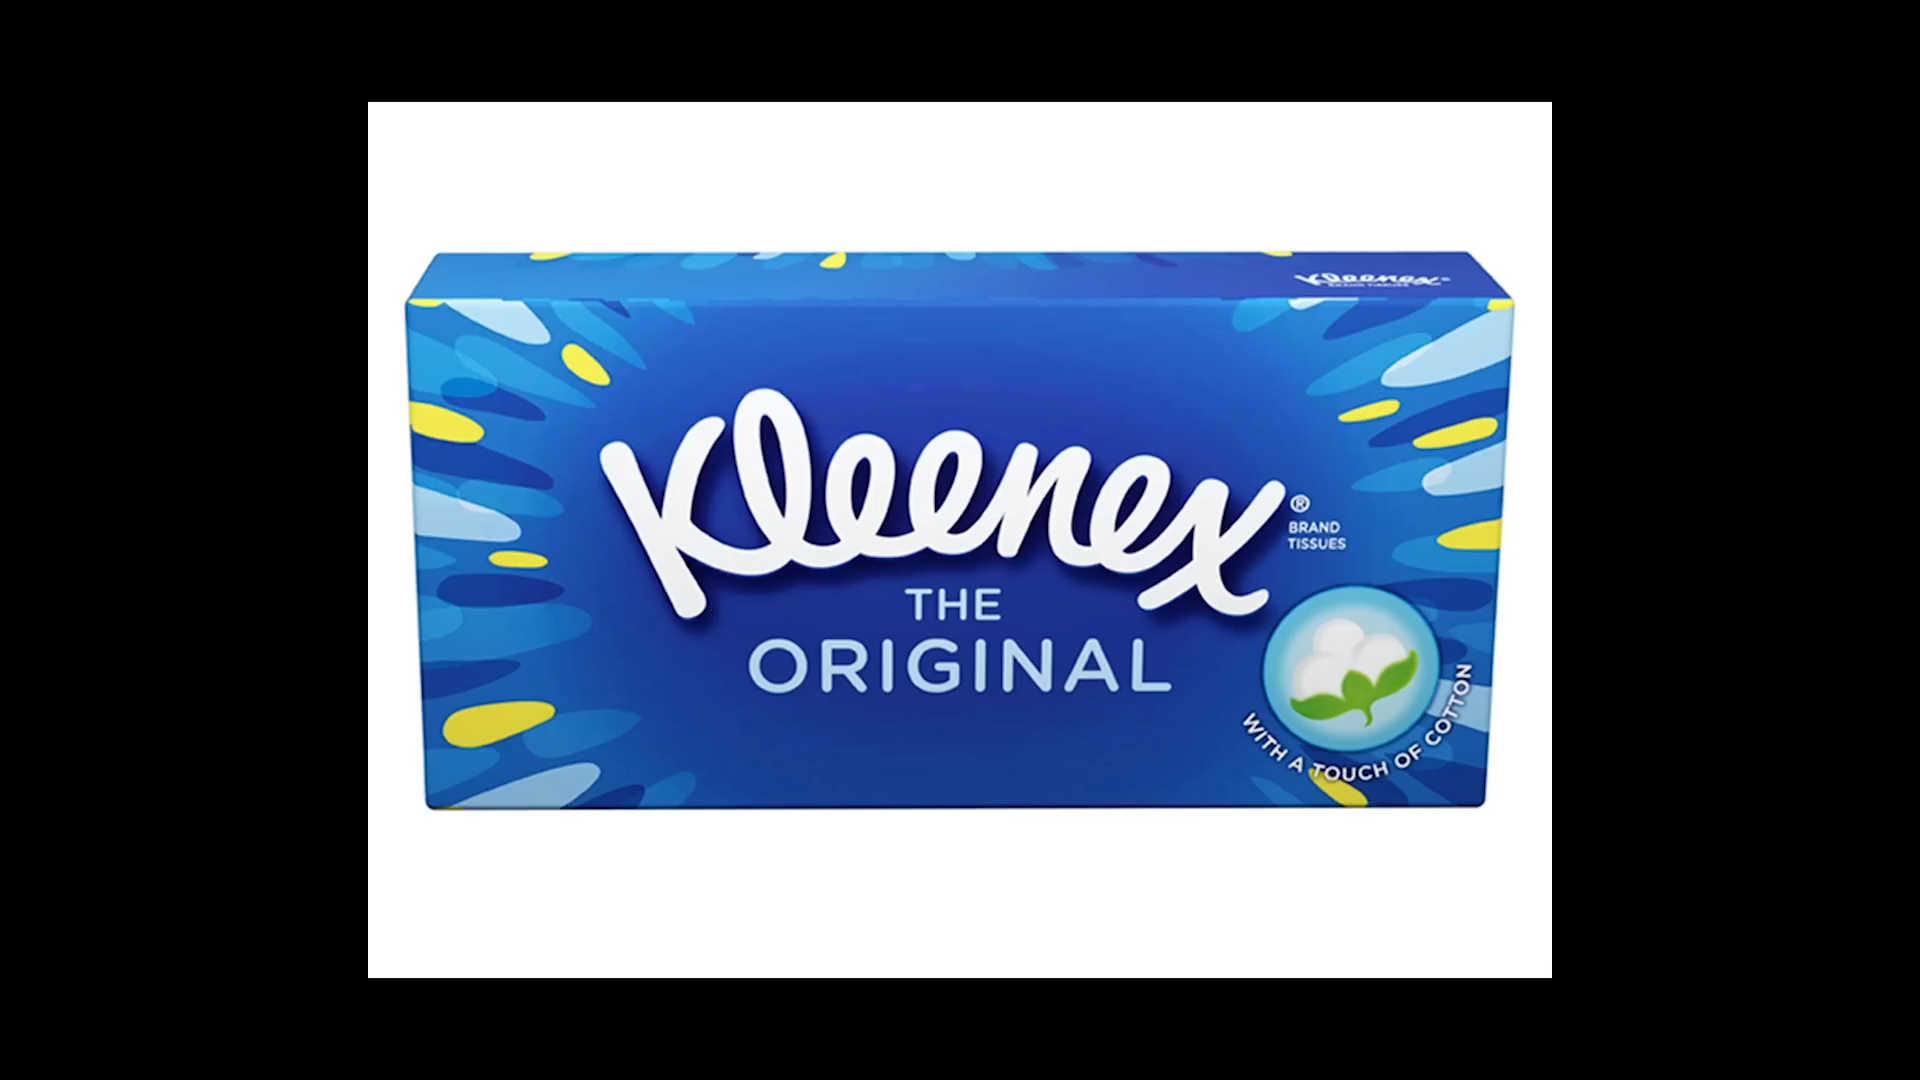 Kleenex
Kleenex®
BRAND
TISSUES
THE
ORIGINAL
WITH A TOUCH OF COTTON